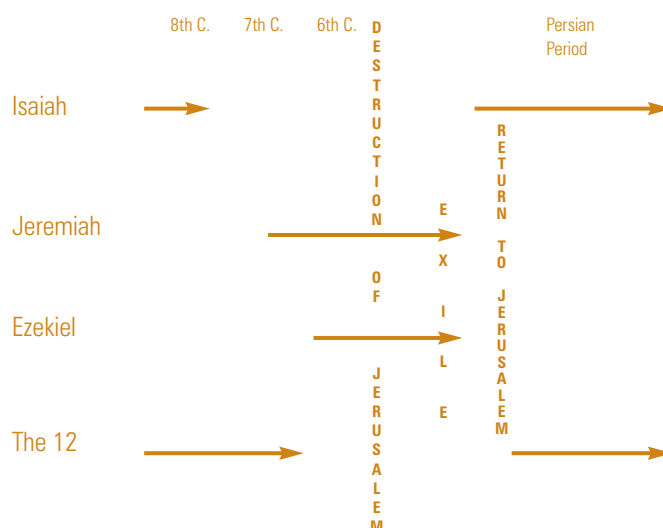 8th C. 7th C. 6th C. Persian
Period
DESTRUCTION OF JERUSALEM
Isaiah
RETURN TO JERUSALEM
Jeremiah
EXILE
Ezekiel
The 12